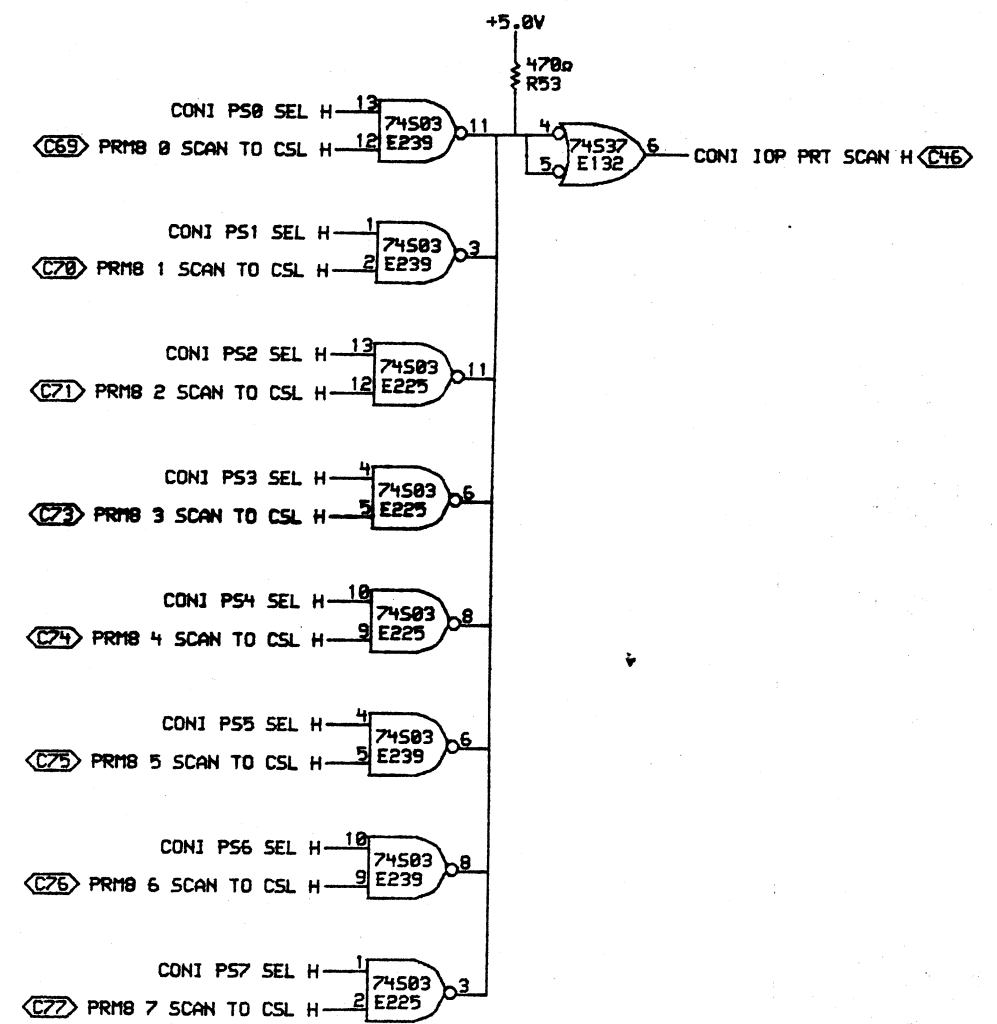 +5.0V
470Ω
R53
CONI PS0 SEL H 13 74S03 11
C69 PRM8 0 SCAN TO CSL H 12 E239
4 74S37 6 CONI IOP PRT SCAN H C46
5 E132
CONI PS1 SEL H 1 74S03 3
C70 PRM8 1 SCAN TO CSL H 2 E239
CONI PS2 SEL H 13 74S03 11
C71 PRM8 2 SCAN TO CSL H 12 E225
CONI PS3 SEL H 4 74S03 6
C73 PRM8 3 SCAN TO CSL H 5 E225
CONI PS4 SEL H 10 74S03 8
C74 PRM8 4 SCAN TO CSL H 9 E225
CONI PS5 SEL H 4 74S03 6
C75 PRM8 5 SCAN TO CSL H 5 E239
CONI PS6 SEL H 10 74S03 8
C76 PRM8 6 SCAN TO CSL H 9 E239
CONI PS7 SEL H 1 74S03 3
C77 PRM8 7 SCAN TO CSL H 2 E225